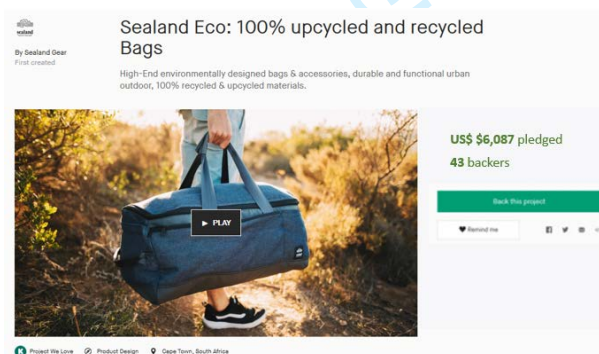 sealand
By Sealand Gear
First created
Sealand Eco: 100% upcycled and recycled
Bags
High-End environmentally designed bags & accessories, durable and functional urban
outdoor, 100% recycled & upcycled materials.
PLAY
US$ $6,087 pledged
43 backers
Back this project
Remind me
Project We Love
Product Design
Cape Town, South Africa